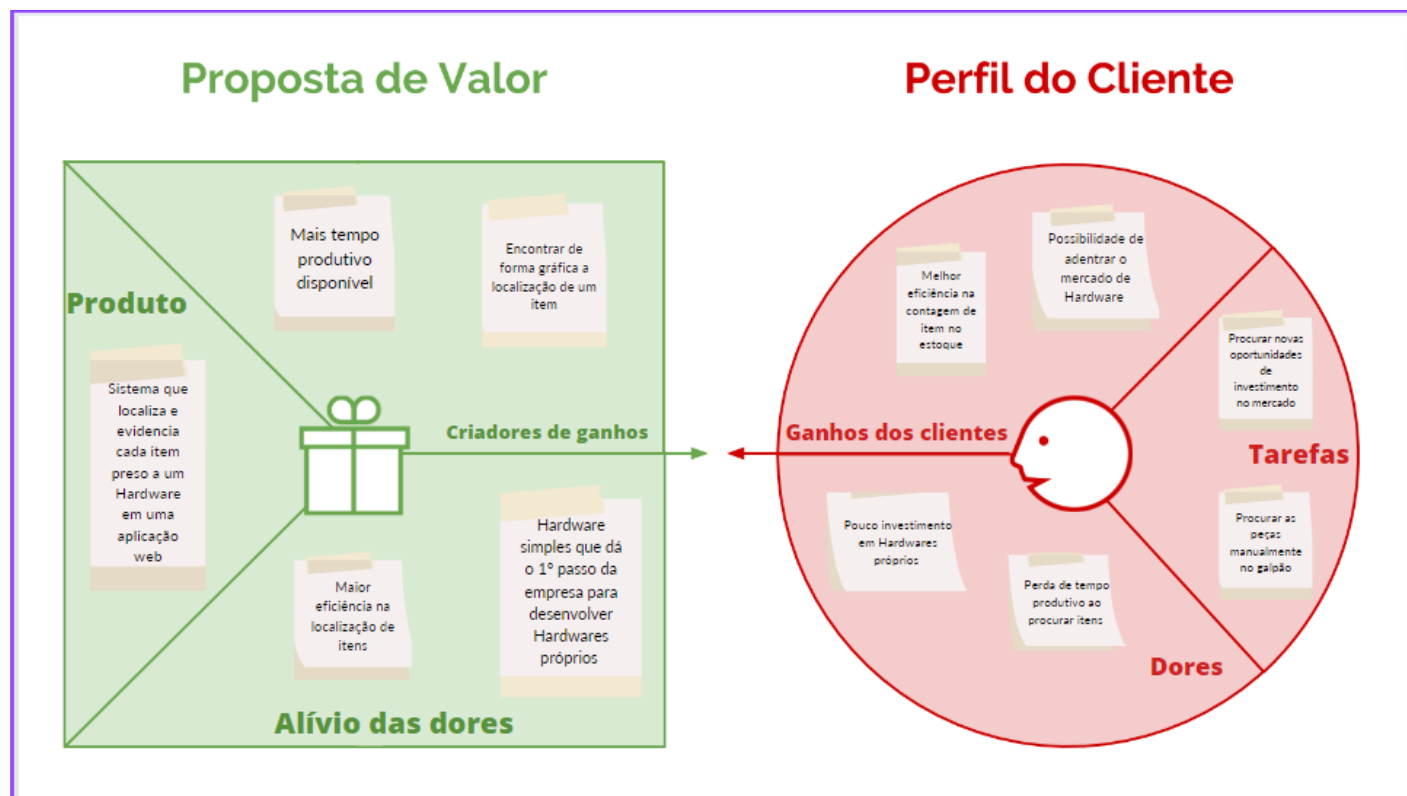 Proposta de Valor
Produto
Sistema que
localiza e
evidencia
cada item
preso a um
Hardware
em uma
aplicação
web
Mais tempo
produtivo
disponível
Encontrar de
forma gráfica a
localização de um
item
Criadores de ganhos
Maior
eficiência na
localização de
itens
Hardware
simples que dá
o 1º passo da
empresa para
desenvolver
Hardwares
próprios
Alívio das dores
Perfil do Cliente
Melhor
eficiência na
contagem de
item no
estoque
Possibilidade de
adentrar o
mercado de
Hardware
Ganhos dos clientes
Procurar novas
oportunidades
de
investimento
no mercado
Tarefas
Procurar as
peças
manualmente
no galpão
Pouco investimento
em Hardwares
próprios
Perda de tempo
produtivo ao
procurar itens
Dores